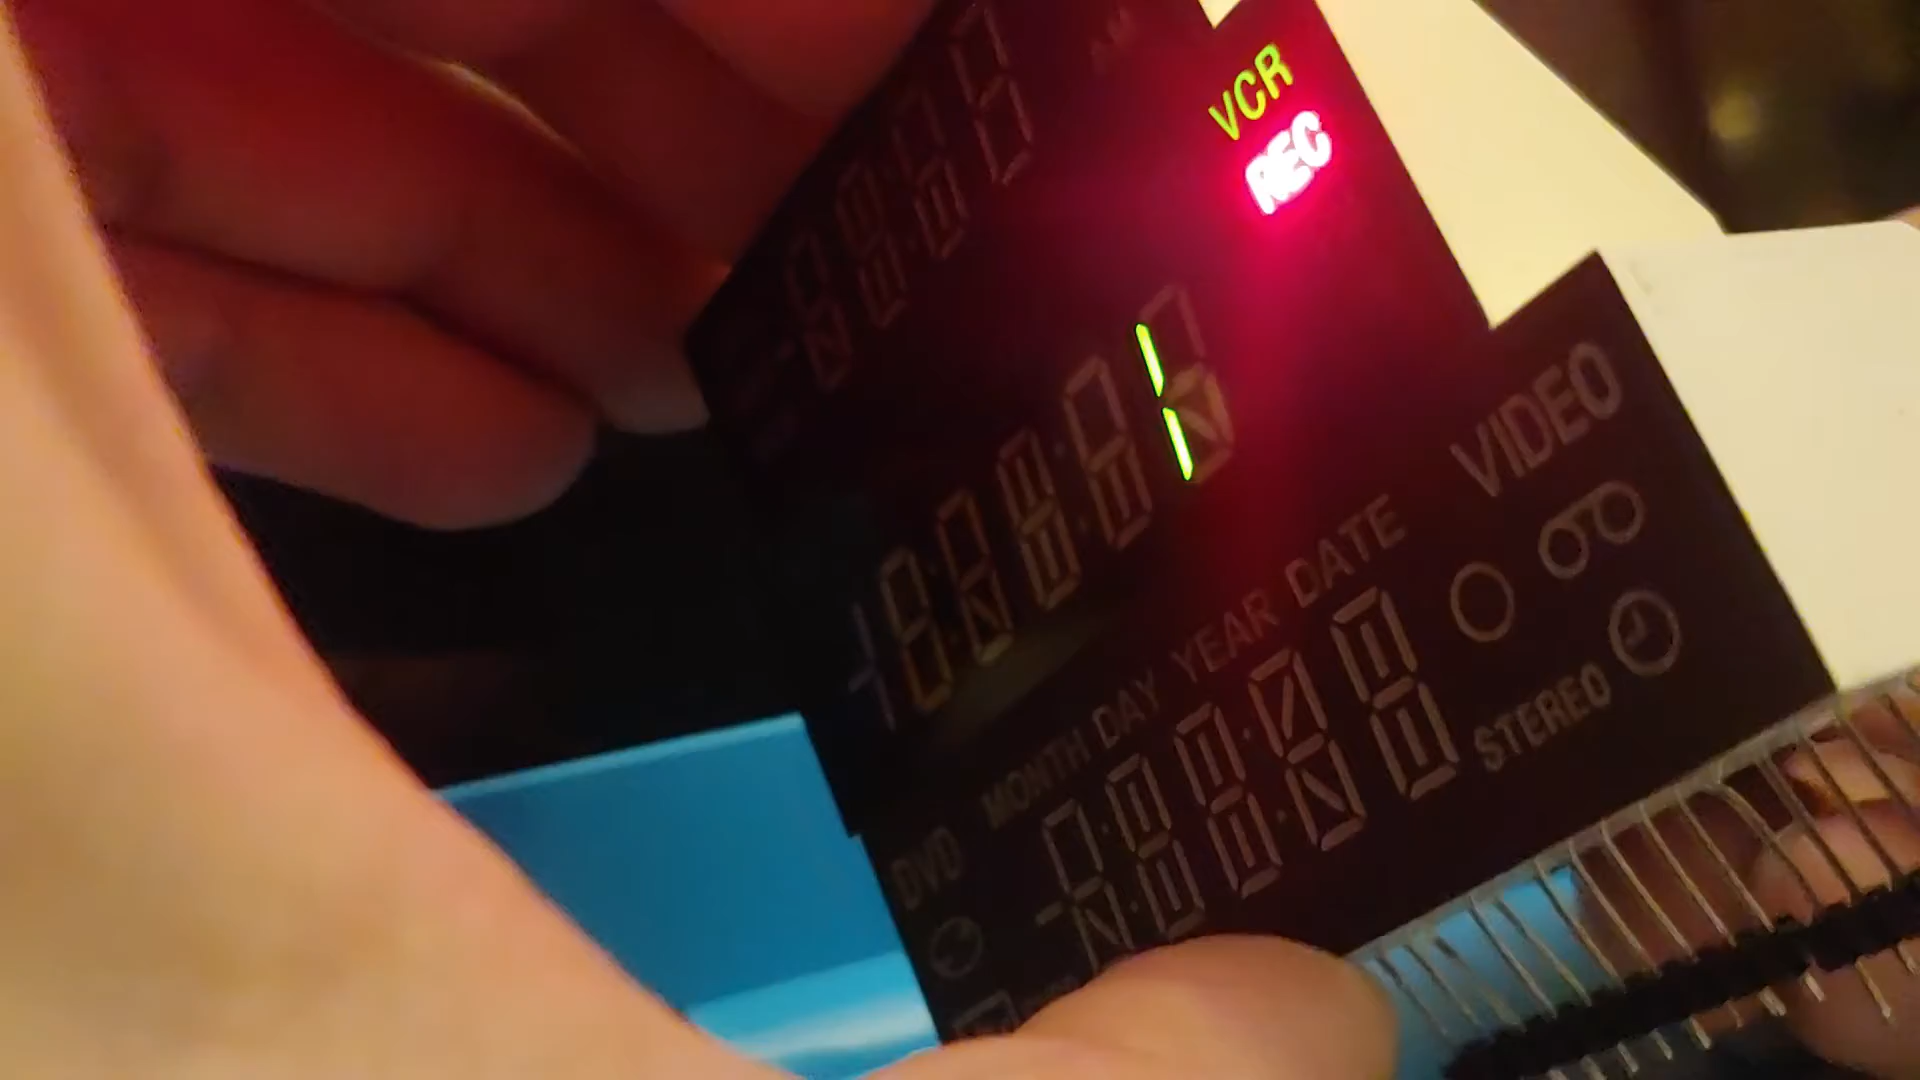 VCR
REC
VIDEO
MONTH DAY YEAR DATE
STEREO
DVD